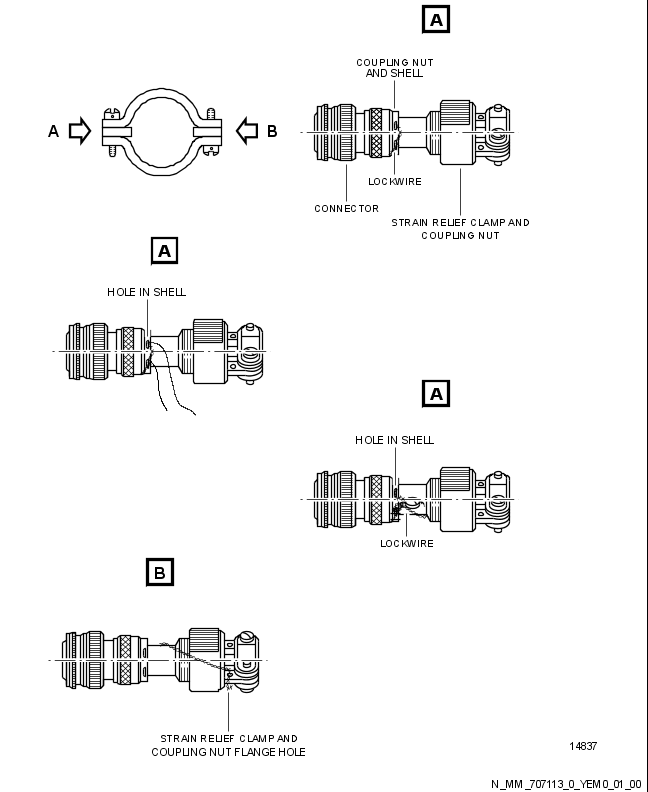 A
COUPLING NUT
AND SHELL
A
B
LOCKWIRE
CONNECTOR
STRAIN RELIEF CLAMP AND
COUPLING NUT
A
HOLE IN SHELL
A
HOLE IN SHELL
LOCKWIRE
B
STRAIN RELIEF CLAMP AND
COUPLING NUT FLANGE HOLE
14837
N_MM_707113_0_YEM0_01_00